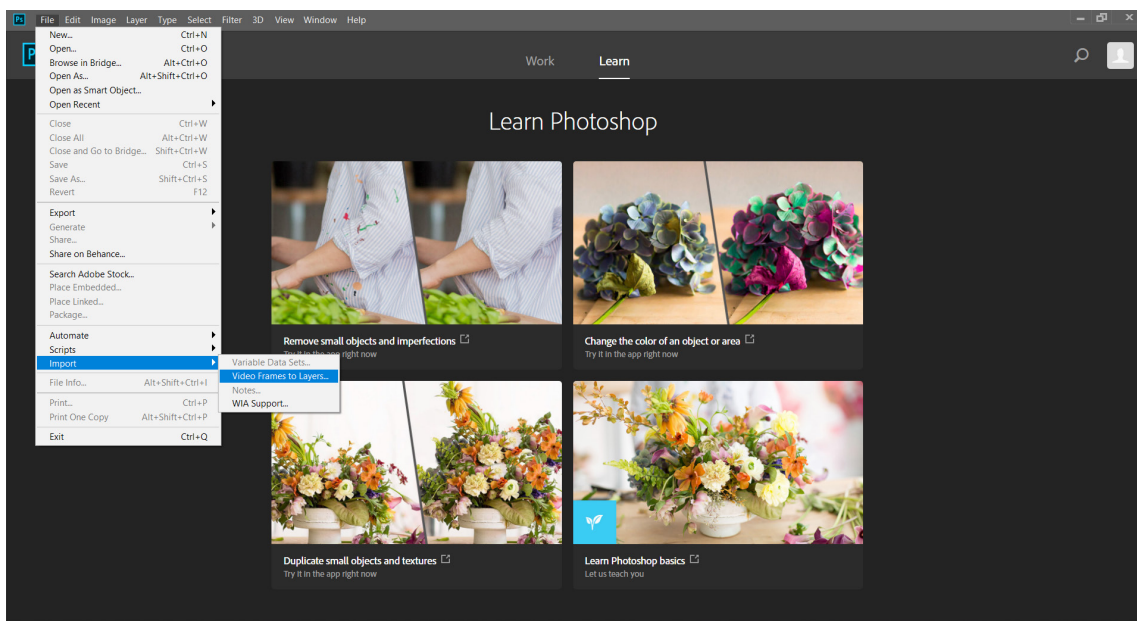 Ps File Edit Image Layer Type Select Filter 3D View Window Help
New... Ctrl+N
Open... Ctrl+O
Browse in Bridge... Alt+Ctrl+O
Open As... Alt+Shift+Ctrl+O
Open as Smart Object...
Open Recent
Close Ctrl+W
Close All Alt+Ctrl+W
Close and Go to Bridge... Shift+Ctrl+W
Save Ctrl+S
Save As... Shift+Ctrl+S
Revert F12
Export
Generate
Share...
Share on Behance...
Search Adobe Stock...
Place Embedded...
Place Linked...
Package...
Automate
Scripts
Import
File Info... Alt+Shift+Ctrl+I
Print... Ctrl+P
Print One Copy Alt+Shift+Ctrl+P
Exit Ctrl+Q
Variable Data Sets...
Video Frames to Layers...
Notes...
WIA Support...
Work Learn
Learn Photoshop
Remove small objects and imperfections
Try it in the app right now
Change the color of an object or area
Try it in the app right now
Duplicate small objects and textures
Try it in the app right now
Learn Photoshop basics
Let us teach you